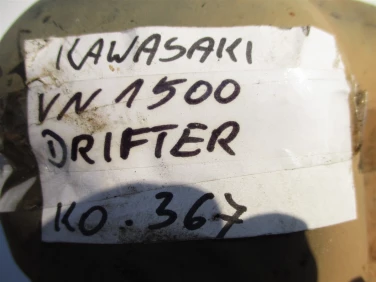 KAWASAKI
VN 1500
DRIFTER
KO.367